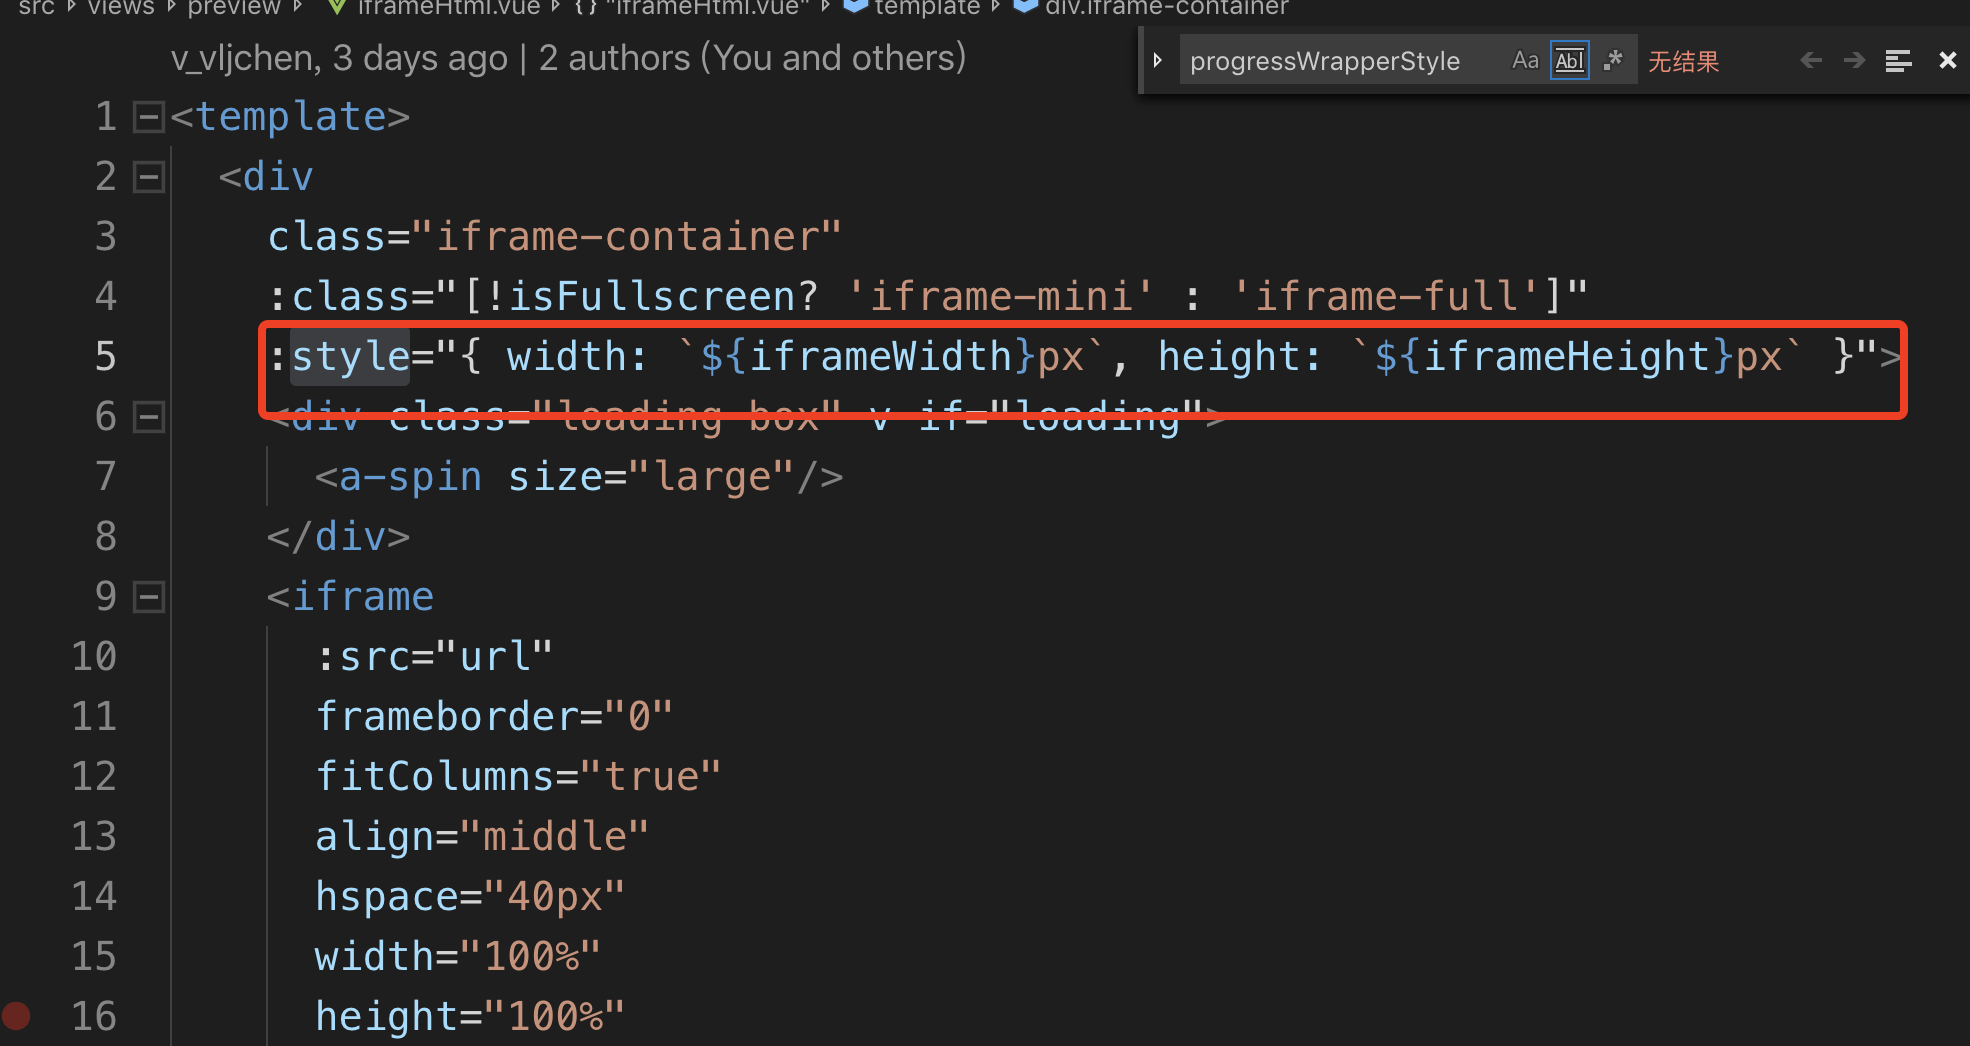 src views preview iframeHtml.vue {} "iframeHtml.vue" template div.iframe-container
v_vljchen, 3 days ago | 2 authors (You and others)
progressWrapperStyle Aa Abl .* 无结果
1 <template>
2 <div
3 class="iframe-container"
4 :class="[!isFullscreen? 'iframe-mini' : 'iframe-full']"
5 :style="{ width: `${iframeWidth}px`, height: `${iframeHeight}px` }">
6 <div class="loading-box" v-if="loading">
7 <a-spin size="large"/>
8 </div>
9 <iframe
10 :src="url"
11 frameborder="0"
12 fitColumns="true"
13 align="middle"
14 hspace="40px"
15 width="100%"
16 height="100%"